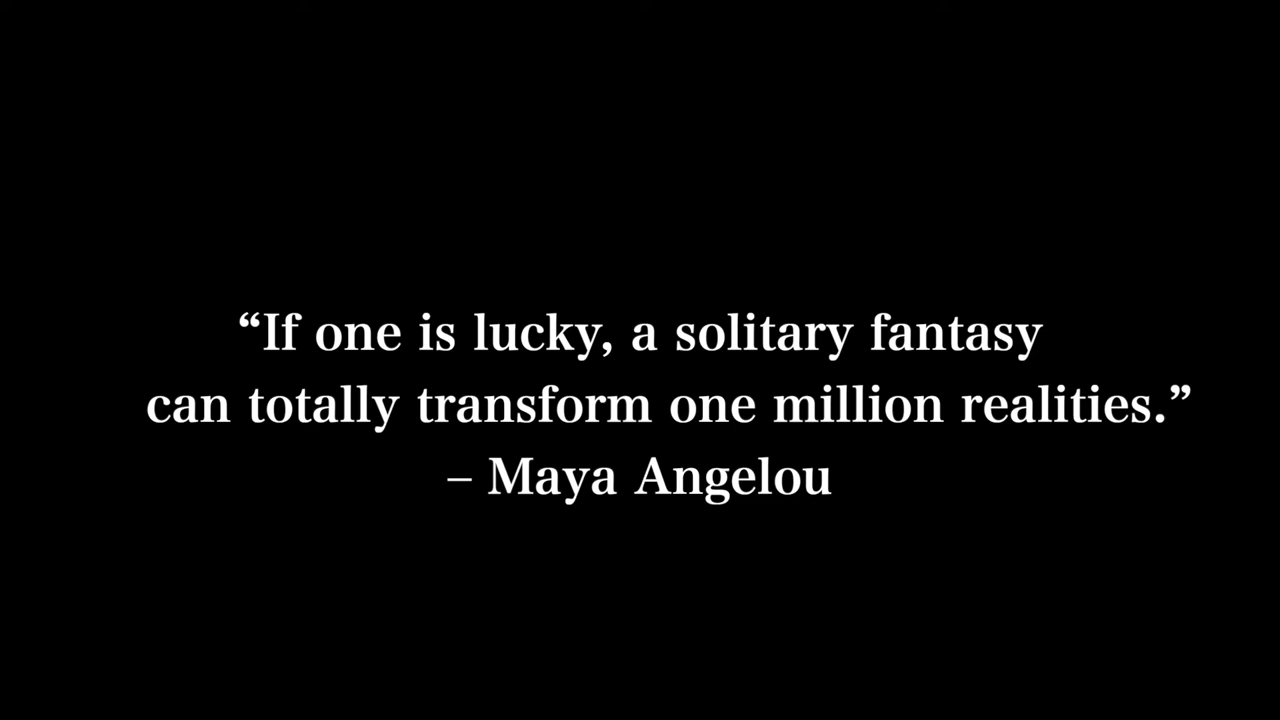 “If one is lucky, a solitary fantasy
can totally transform one million realities.”
– Maya Angelou